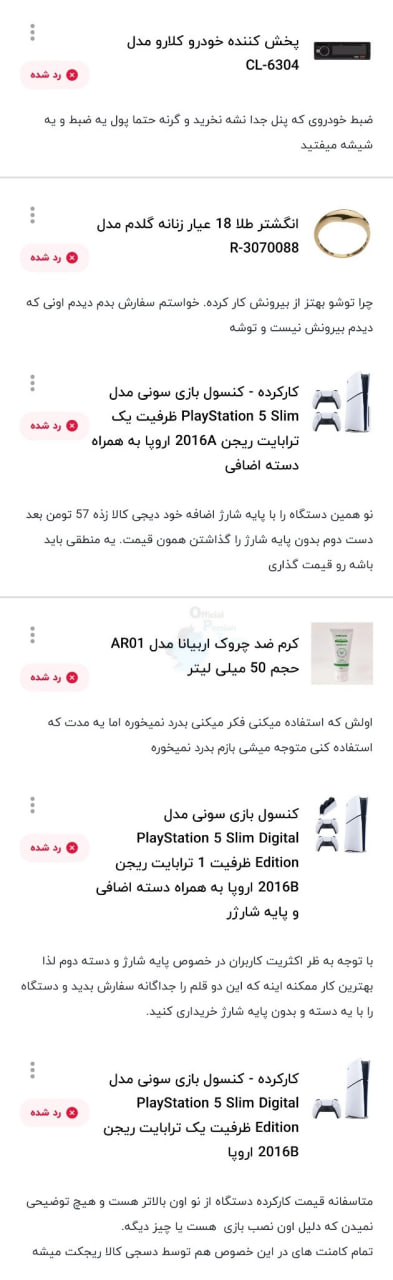 پخش کننده خودرو کلارو مدل
CL-6304
رد شده
ضبط خودروی که پنل جدا نشه نخرید و گرنه حتما پول یه ضبط و یه
شیشه میفتید
انگشتر طلا 18 عیار زنانه گلدم مدل
R-3070088
رد شده
چرا توشو بهتز از بیرونش کار کرده. خواستم سفارش بدم دیدم اونی که
دیدم بیرونش نیست و توشه
کارکرده - کنسول بازی سونی مدل
PlayStation 5 Slim ظرفیت یک
ترابایت ریجن 2016A اروپا به همراه
دسته اضافی
رد شده
نو همین دستگاه را با پایه شارژ اضافه خود دیجی کالا زذه 57 تومن بعد
دست دوم بدون پایه شارژ را گذاشتن همون قیمت. یه منطقی باید
باشه رو قیمت گذاری
Official
Persian
کرم ضد چروک اربیانا مدل AR01
حجم 50 میلی لیتر
رد شده
اولش که استفاده میکنی فکر میکنی بدرد نمیخوره اما یه مدت که
استفاده کنی متوجه میشی بازم بدرد نمیخوره
کنسول بازی سونی مدل
PlayStation 5 Slim Digital
Edition ظرفیت 1 ترابایت ریجن
2016B اروپا به همراه دسته اضافی
و پایه شارژر
رد شده
با توجه به ظر اکثریت کاربران در خصوص پایه شارژ و دسته دوم لذا
بهترین کار ممکنه اینه که این دو قلم را جداگانه سفارش بدید و دستگاه
را با یه دسته و بدون پایه شارژ خریداری کنید.
کارکرده - کنسول بازی سونی مدل
PlayStation 5 Slim Digital
Edition ظرفیت یک ترابایت ریجن
2016B اروپا
رد شده
متاسفانه قیمت کارکرده دستگاه از نو اون بالاتر هست و هیچ توضیحی
نمیدن که دلیل اون نصب بازی هست یا چیز دیگه.
تمام کامنت های در این خصوص هم توسط دسجی کالا ریجکت میشه